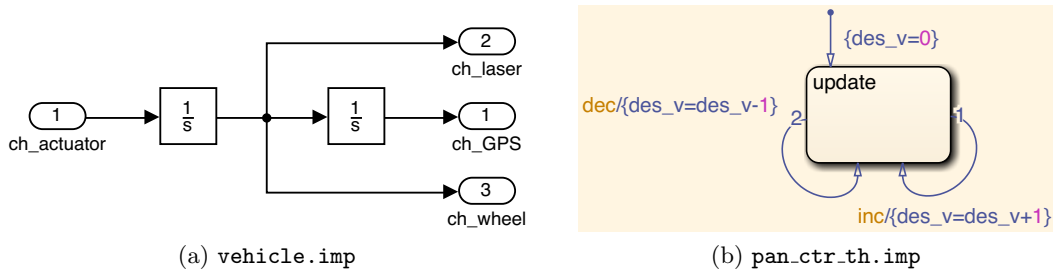 2
ch_laser
1
ch_actuator
1
s
1
s
1
ch_GPS
3
ch_wheel
(a) vehicle.imp
{des_v=0}
update
dec/{des_v=des_v-1}
2
1
inc/{des_v=des_v+1}
(b) pan_ctr_th.imp